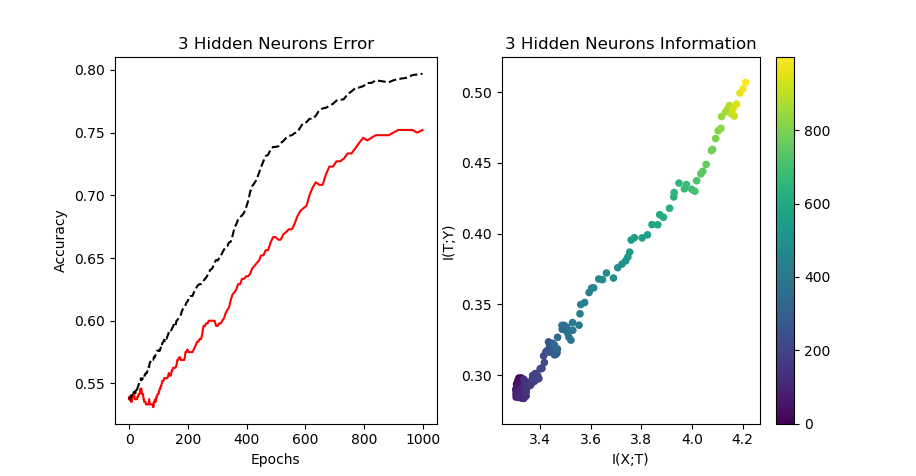 3 Hidden Neurons Error
0.80
0.75
0.70
0.65
0.60
0.55
Accuracy
0 200 400 600 800 1000
Epochs
3 Hidden Neurons Information
0.50
0.45
0.40
0.35
0.30
I(T;Y)
3.4 3.6 3.8 4.0 4.2
I(X;T)
800
600
400
200
0